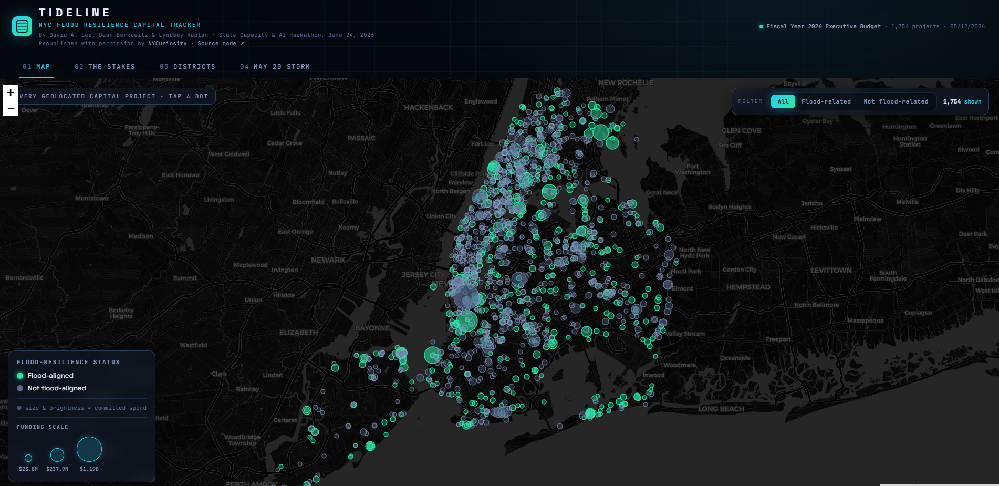 TIDELINE
NYC FLOOD-RESILIENCE CAPITAL TRACKER
By David A. Lee, Dean Berkowitz & Lyndsey Kaplan · State Capacity & AI Hackathon, June 24, 2026
Republished with permission by NYCuriosity · Source code ↗
Fiscal Year 2026 Executive Budget · 1,754 projects · 05/12/2026
01 MAP
02 THE STAKES
03 DISTRICTS
04 MAY 20 STORM
+
−
VERY GEOLOCATED CAPITAL PROJECT · TAP A DOT
FILTER
All
Flood-related
Not flood-related
1,754 shown
Montville
PATERSON
NEW ROCHELLE
Bayville
Township
Dover
Little Falls
HACKENSACK
Englewood
Pelham Manor
Oyster Bay
East Northport
Parsippany-
Troy Hills
Cedar Grove
PASSAIC
Fort Lee
GLEN COVE
Sea Cliff
Huntington
Greenlawn
Huntington
Station
Elwood
Com
West Caldwell
East Hanover
Nutley
Cliffside Park
Fairview
North Bergen
Port
Washington
Syosset
Great Neck
Dix Hills
Morristown
Livingston
Bloomfield
Belleville
Roslyn Heights
Jericho
Melville
Union City
Plainview
Madison
East Orange
Kearny
Hicksville
New Cassel
Deer Park
Bay
NEWARK
Maplewood
Irvington
North New
Hyde Park
Floral Park
Garden City
LEVITTOWN
South
Farmingdale
North Babylon
West Isli
Bernardsville
Summit
JERSEY CITY
NEW
Elmont
HEMPSTEAD
Hillside
Union
North Bellmore
Berkeley
Heights
Massapequa
Copiague
ELIZABETH
BAYONNE
Valley Stream
Freeport
Westfield
Oceanside
Woodmere
Clark
Linden
Inwood
Rahway
LONG BEACH
Carteret
field
Woodbridge
Township
PERTH AMBOY
FLOOD-RESILIENCE STATUS
Flood-aligned
Not flood-aligned
size & brightness = committed spend
FUNDING SCALE
$23.8M
$237.9M
$1.19B